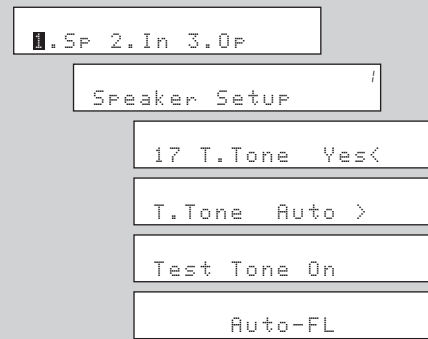 1.Sp 2.In 3.Op
1
Speaker Setup
17 T.Tone Yes<
T.Tone Auto >
Test Tone On
Auto-FL